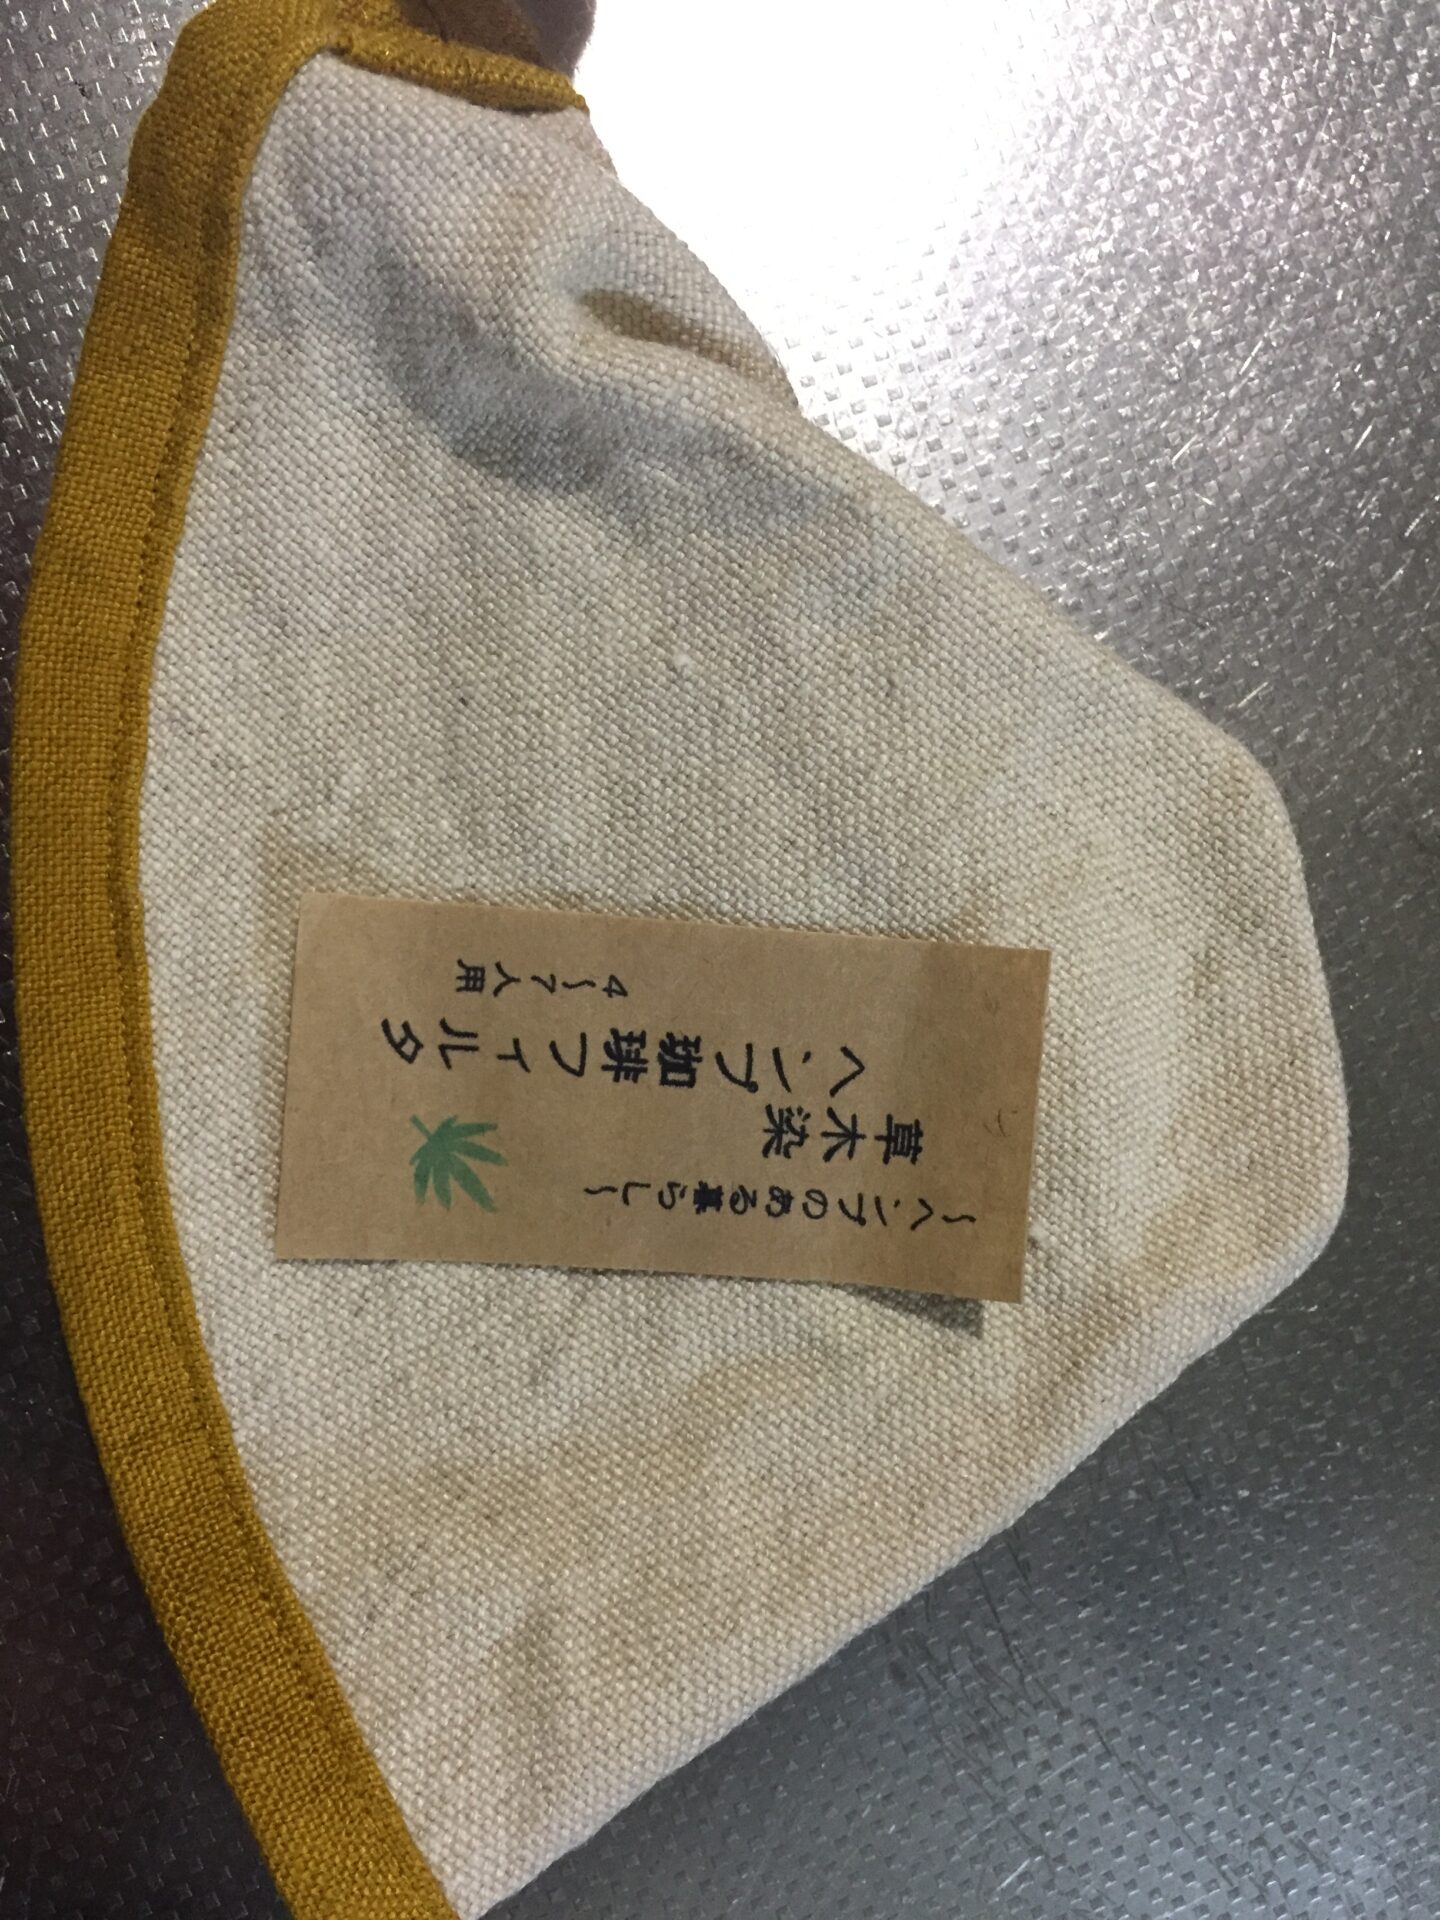 ～ヘンプのある暮らし～
草木染
ヘンプ珈琲フィルタ
4～7人用